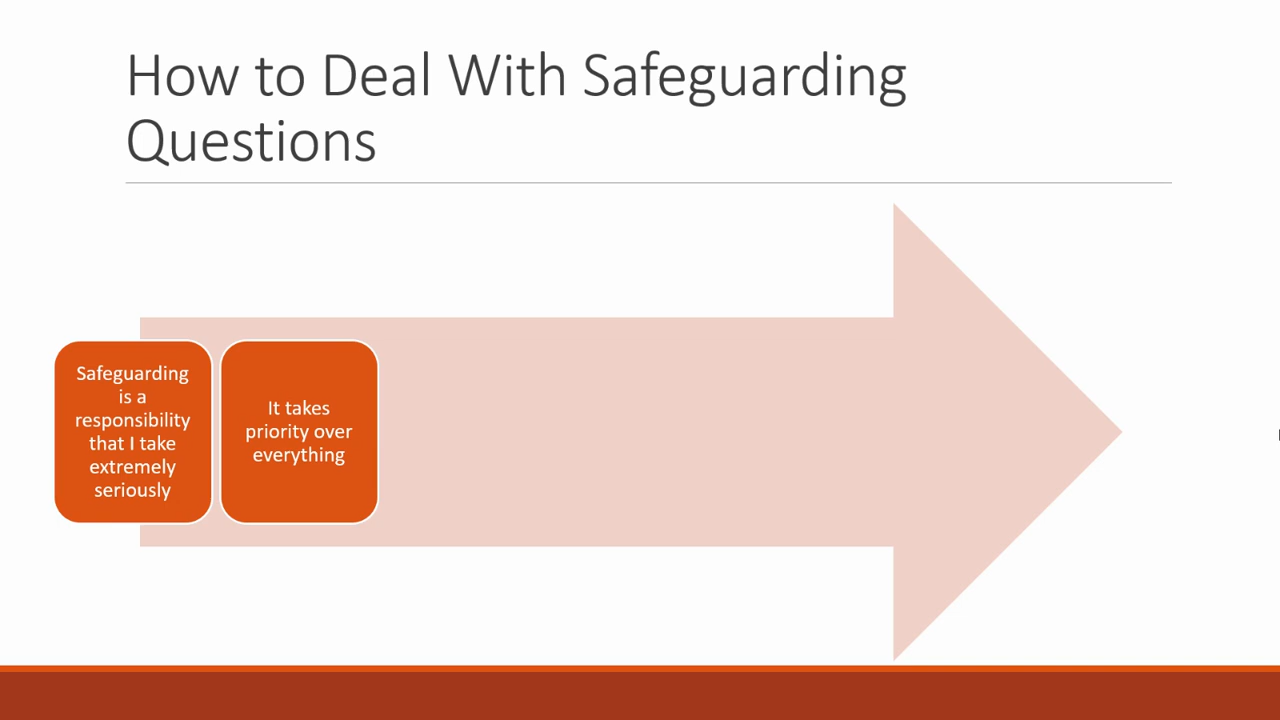 How to Deal With Safeguarding
Questions
Safeguarding
is a
responsibility
that I take
extremely
seriously
It takes
priority over
everything